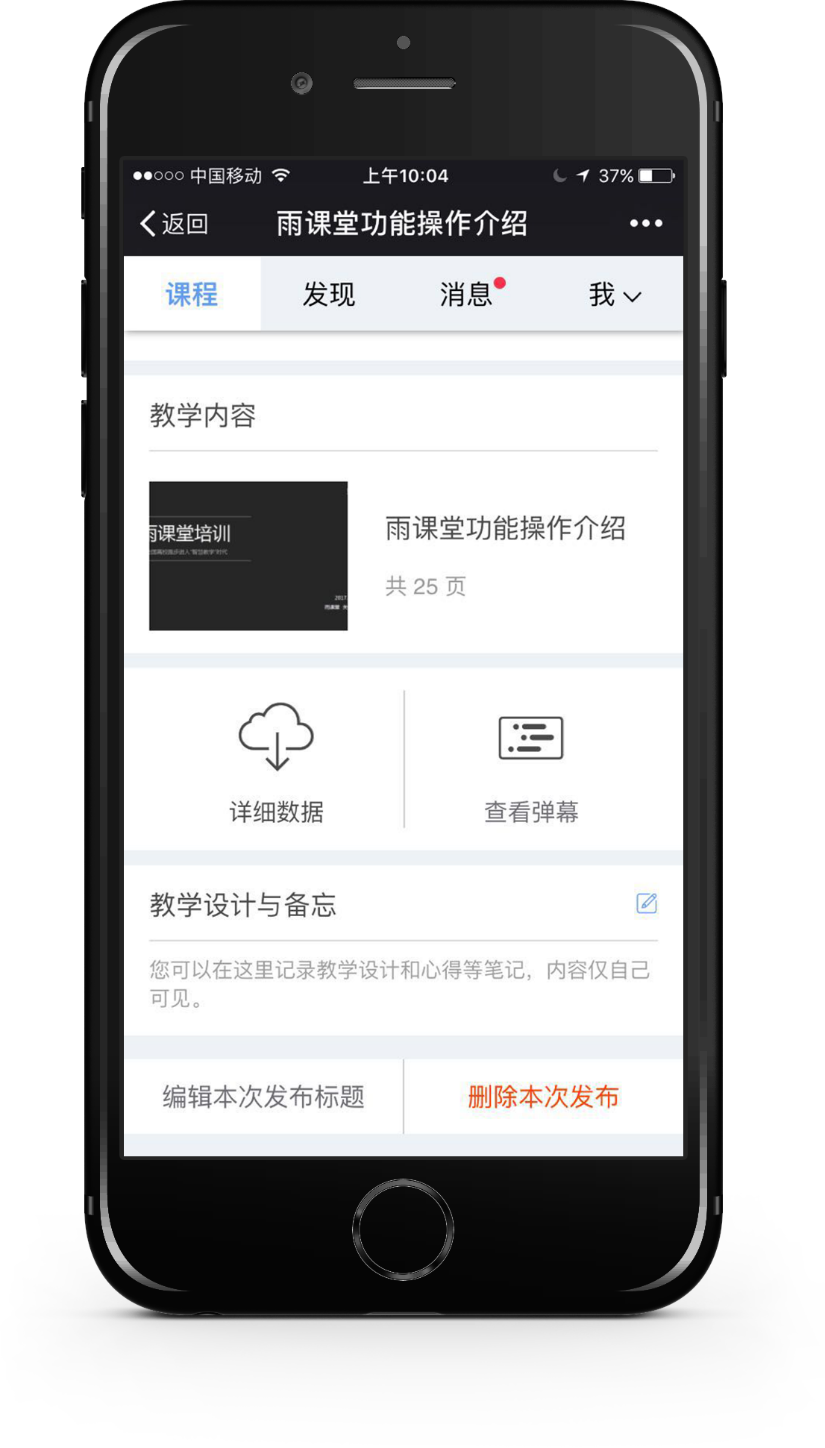 中国移动 上午10:04 37%
返回 雨课堂功能操作介绍
课程 发现 消息 我
教学内容
雨课堂培训
雨课堂功能操作介绍
共 25 页
2017
详细数据 查看弹幕
教学设计与备忘
您可以在这里记录教学设计和心得等笔记，内容仅自己
可见。
编辑本次发布标题 删除本次发布